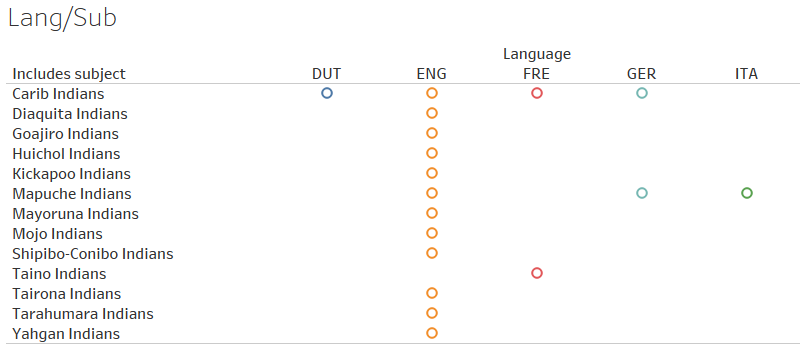 Lang/Sub
Language
Includes subject DUT ENG FRE GER ITA
Carib Indians
Diaquita Indians
Goajiro Indians
Huichol Indians
Kickapoo Indians
Mapuche Indians
Mayoruna Indians
Mojo Indians
Shipibo-Conibo Indians
Taino Indians
Tairona Indians
Tarahumara Indians
Yahgan Indians